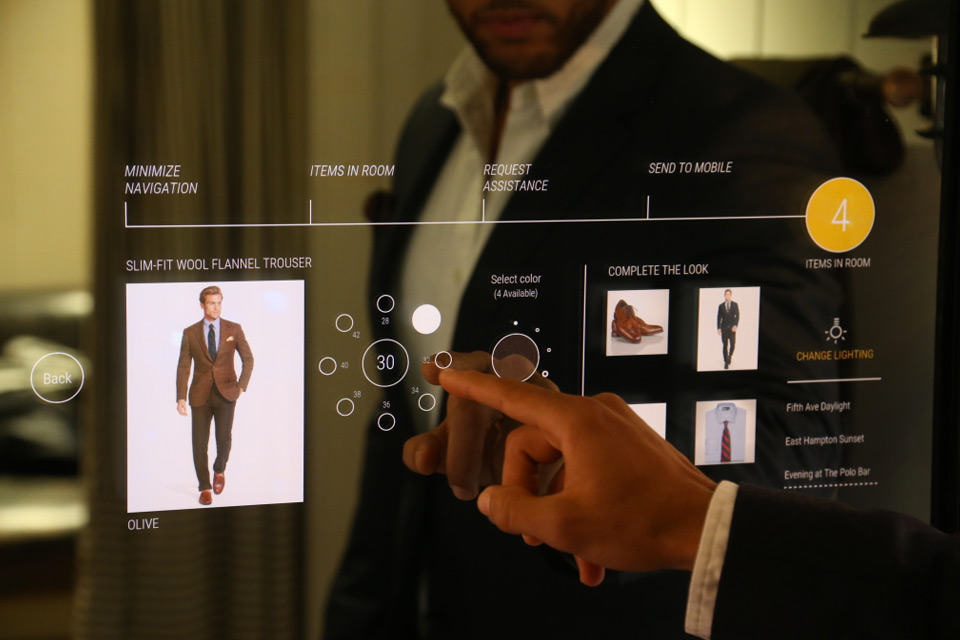 MINIMIZE
NAVIGATION
ITEMS IN ROOM
REQUEST
ASSISTANCE
SEND TO MOBILE
4
ITEMS IN ROOM
SLIM-FIT WOOL FLANNEL TROUSER
Select color
(4 Available)
COMPLETE THE LOOK
28
42
30
40
32
38
36
34
Back
CHANGE LIGHTING
Fifth Ave Daylight
East Hampton Sunset
Evening at The Polo Bar
OLIVE